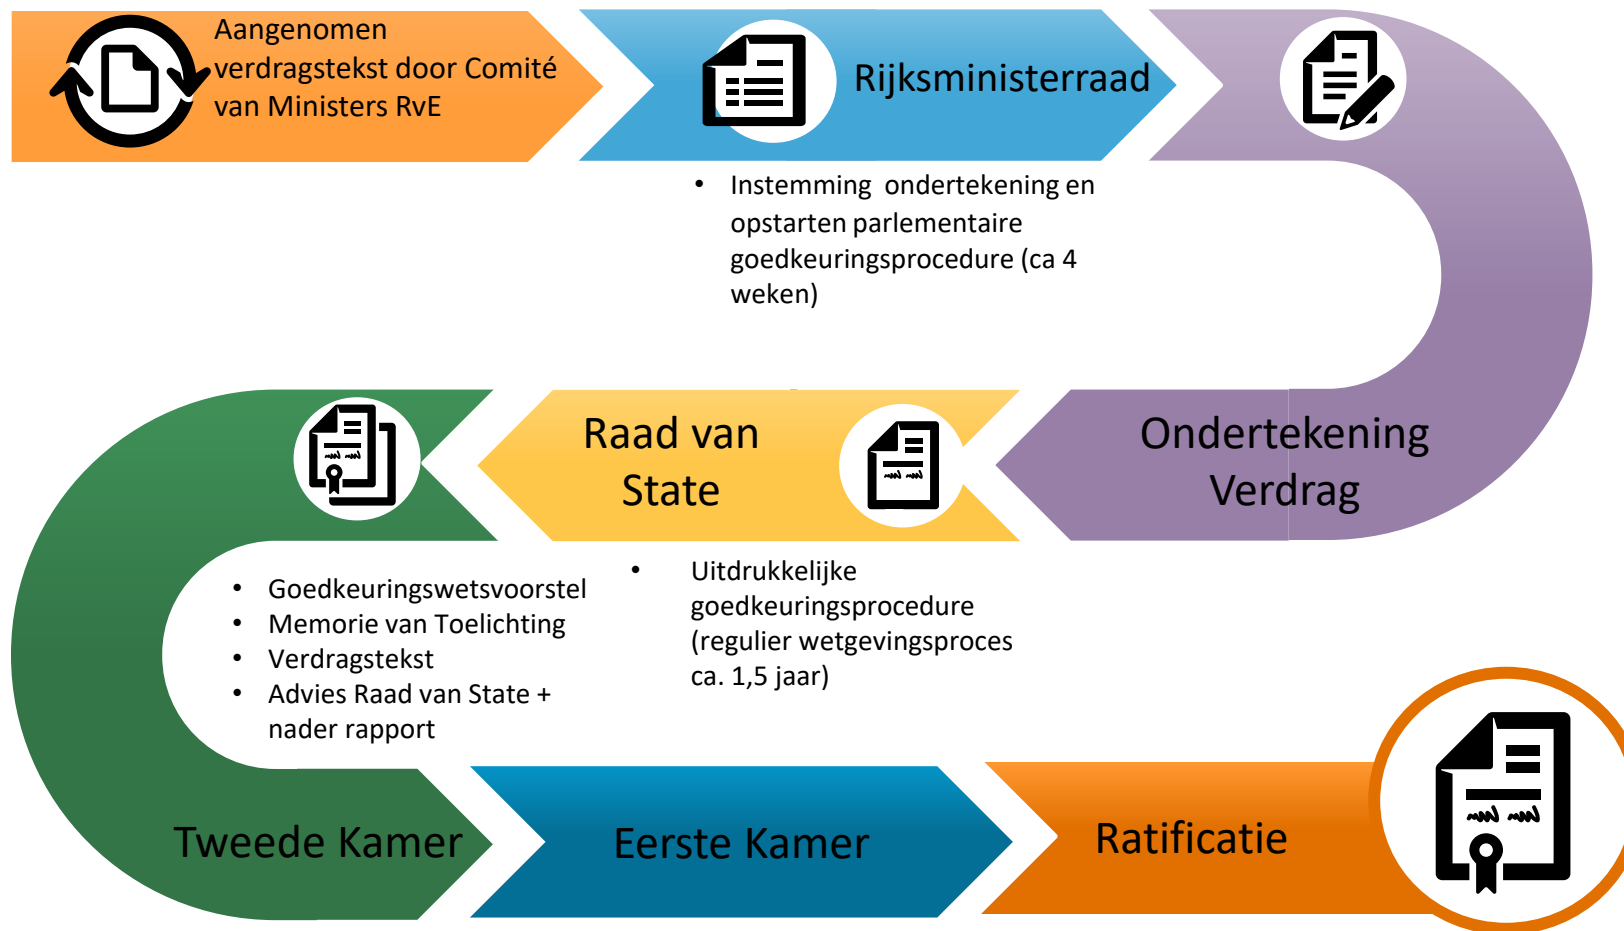 Aangenomen
verdragstekst door Comité
van Ministers RvE
Rijksministerraad
• Instemming ondertekening en
opstarten parlementaire
goedkeuringsprocedure (ca 4
weken)
Ondertekening
Verdrag
Raad van
State
• Uitdrukkelijke
goedkeuringsprocedure
(regulier wetgevingsproces
ca. 1,5 jaar)
• Goedkeuringswetsvoorstel
• Memorie van Toelichting
• Verdragstekst
• Advies Raad van State +
nader rapport
Tweede Kamer
Eerste Kamer
Ratificatie